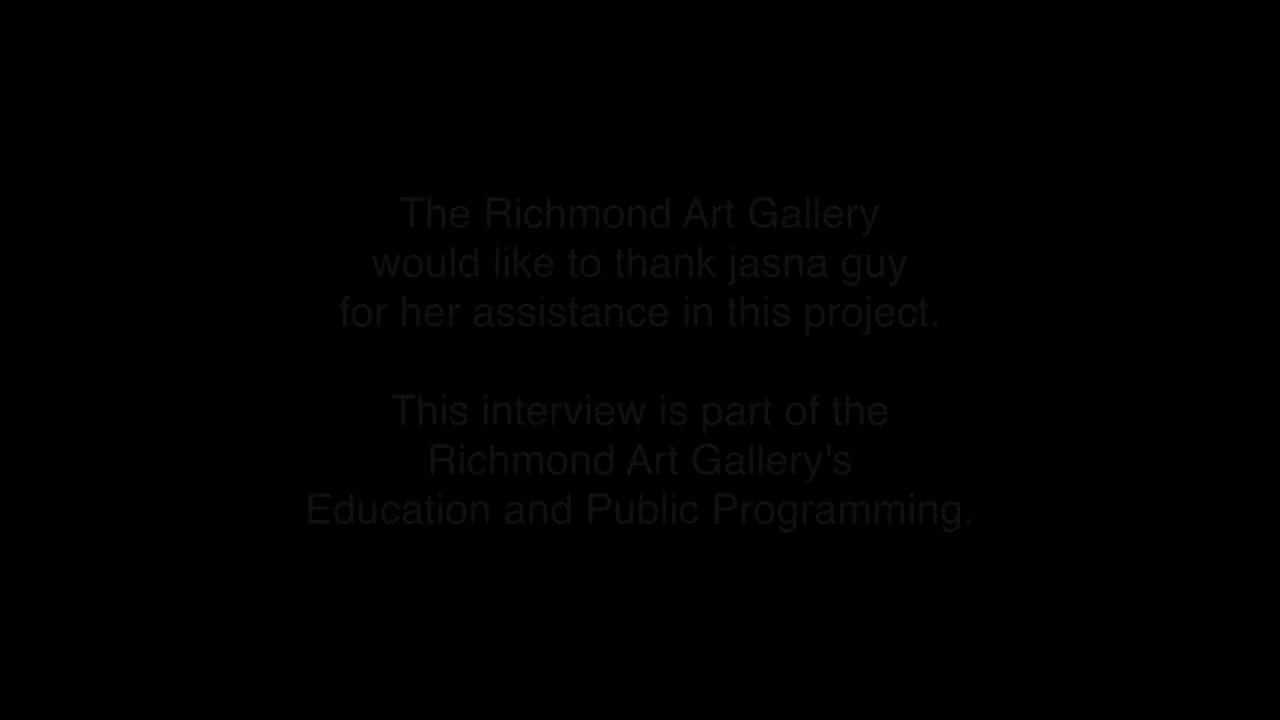 The Richmond Art Gallery
would like to thank jasna guy
for her assistance in this project.
This interview is part of the
Richmond Art Gallery's
Education and Public Programming.